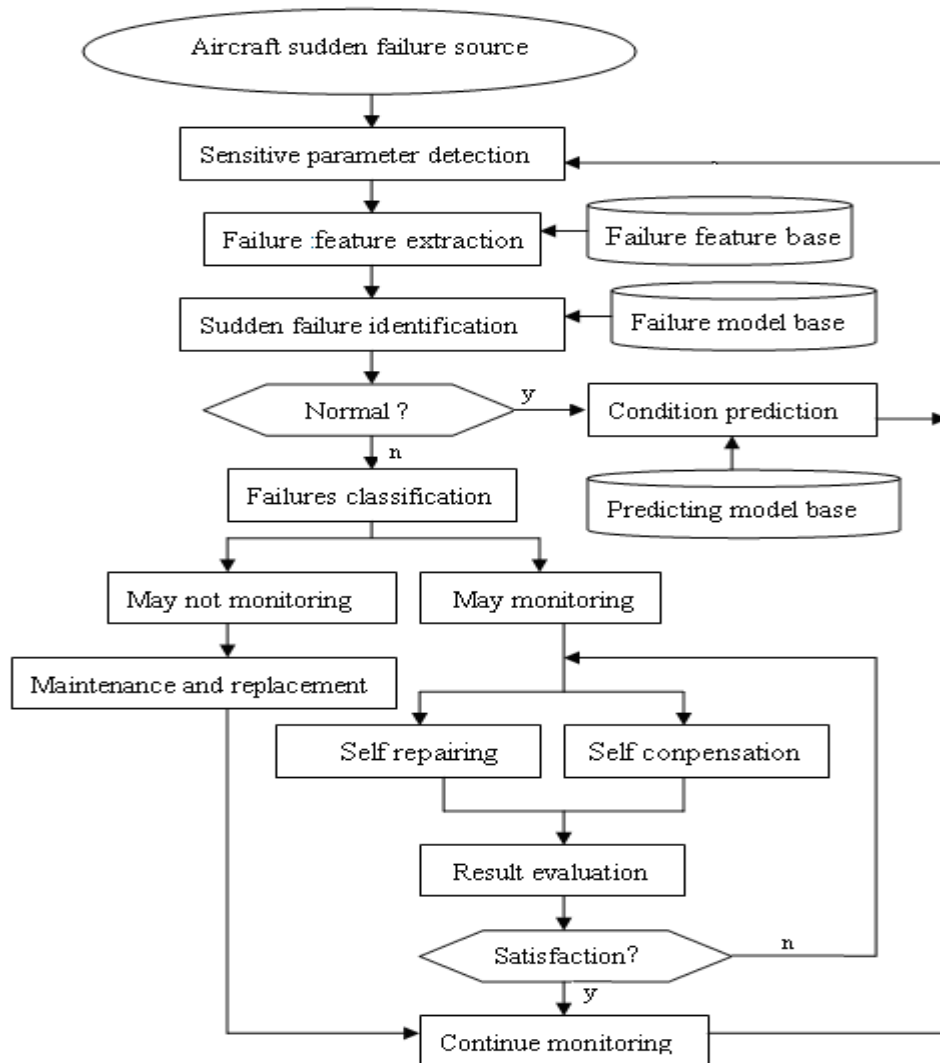 Aircraft sudden failure source
Sensitive parameter detection
Failure :feature extraction
Failure feature base
Sudden failure identification
Failure model base
Normal ?
y
Condition prediction
n
Failures classification
Predicting model base
May not monitoring
May monitoring
Maintenance and replacement
Self repairing
Self conpensation
Result evaluation
Satisfaction?
n
y
Continue monitoring